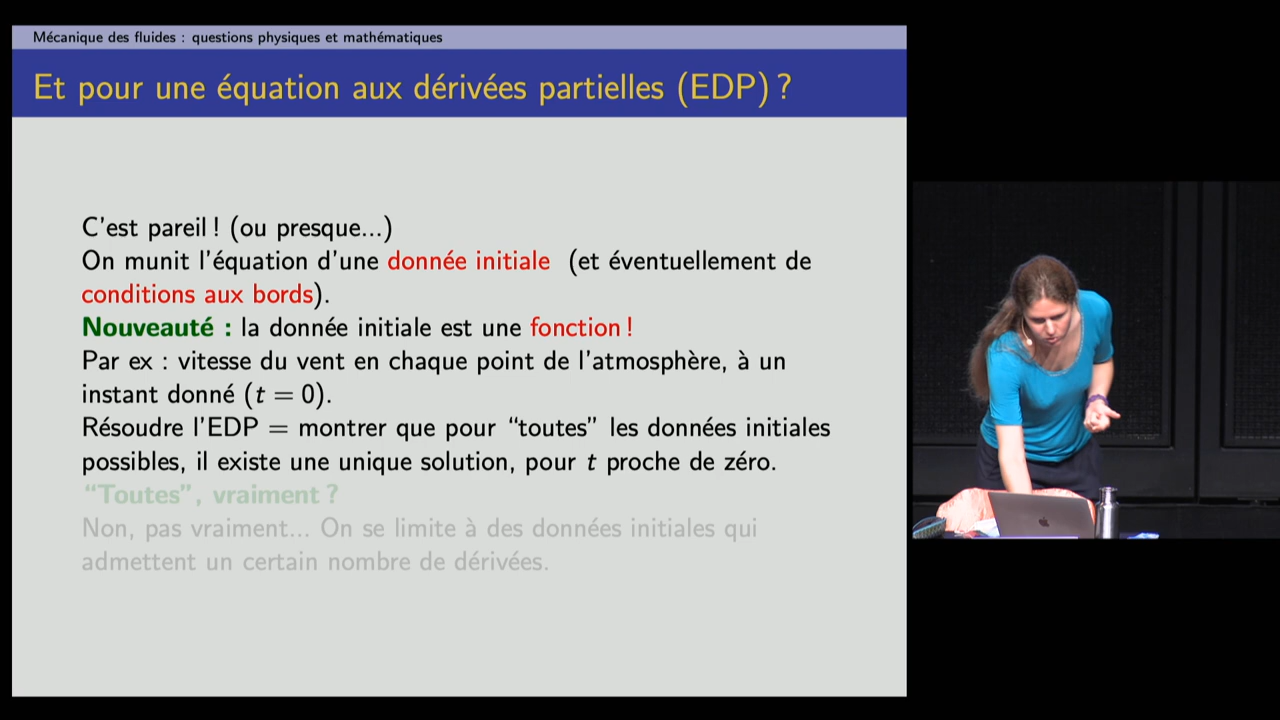 Mécanique des fluides : questions physiques et mathématiques
Et pour une équation aux dérivées partielles (EDP) ?
C'est pareil ! (ou presque...)
On munit l'équation d'une donnée initiale (et éventuellement de
conditions aux bords).
Nouveauté : la donnée initiale est une fonction !
Par ex : vitesse du vent en chaque point de l'atmosphère, à un
instant donné (t = 0).
Résoudre l'EDP = montrer que pour “toutes” les données initiales
possibles, il existe une unique solution, pour t proche de zéro.
“Toutes”, vraiment ?
Non, pas vraiment... On se limite à des données initiales qui
admettent un certain nombre de dérivées.